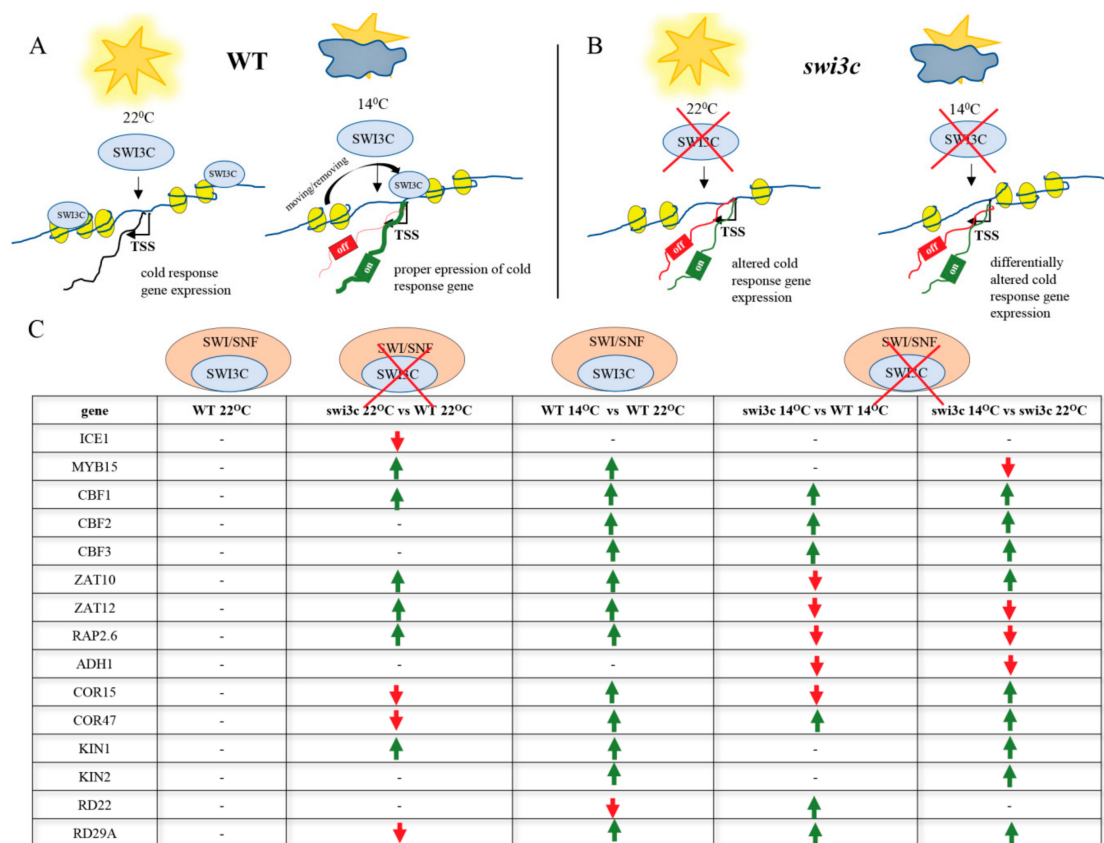 A
WT
22⁰C
SWI3C
SWI3C
SWI3C
14⁰C
SWI3C
moving/removing
SWI3C
TSS
cold response
gene expression
TSS
off
on
proper epression of cold
response gene
B
swi3c
22⁰C
SWI3C
TSS
off
on
altered cold
response gene
expression
14⁰C
SWI3C
TSS
off
on
differentially
altered cold
response gene
expression
C
SWI/SNF
SWI3C
SWI/SNF
SWI3C
SWI/SNF
SWI3C
SWI/SNF
SWI3C
gene WT 22⁰C swi3c 22⁰C vs WT 22⁰C WT 14⁰C vs WT 22⁰C swi3c 14⁰C vs WT 14⁰C swi3c 14⁰C vs swi3c 22⁰C
ICE1 - - - -
MYB15 - -
CBF1 -
CBF2 - -
CBF3 - -
ZAT10 -
ZAT12 -
RAP2.6 -
ADH1 - - -
COR15 -
COR47 -
KIN1 - -
KIN2 - - -
RD22 - - -
RD29A -